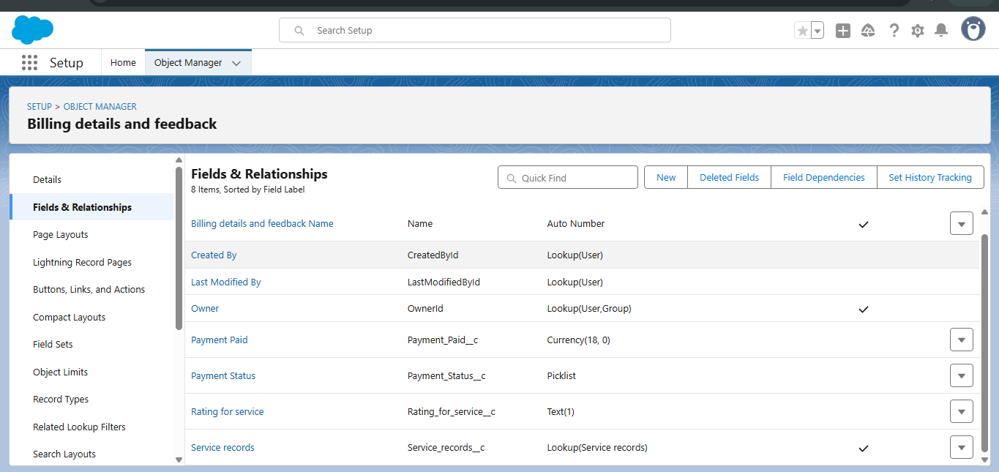 Search Setup
Setup
Home
Object Manager
SETUP > OBJECT MANAGER
Billing details and feedback
Details
Fields & Relationships
Page Layouts
Lightning Record Pages
Buttons, Links, and Actions
Compact Layouts
Field Sets
Object Limits
Record Types
Related Lookup Filters
Search Layouts
Fields & Relationships
8 Items, Sorted by Field Label
Quick Find
New
Deleted Fields
Field Dependencies
Set History Tracking
Billing details and feedback Name Name Auto Number
Created By CreatedById Lookup(User)
Last Modified By LastModifiedById Lookup(User)
Owner OwnerId Lookup(User,Group)
Payment Paid Payment_Paid__c Currency(18, 0)
Payment Status Payment_Status__c Picklist
Rating for service Rating_for_service__c Text(1)
Service records Service_records__c Lookup(Service records)